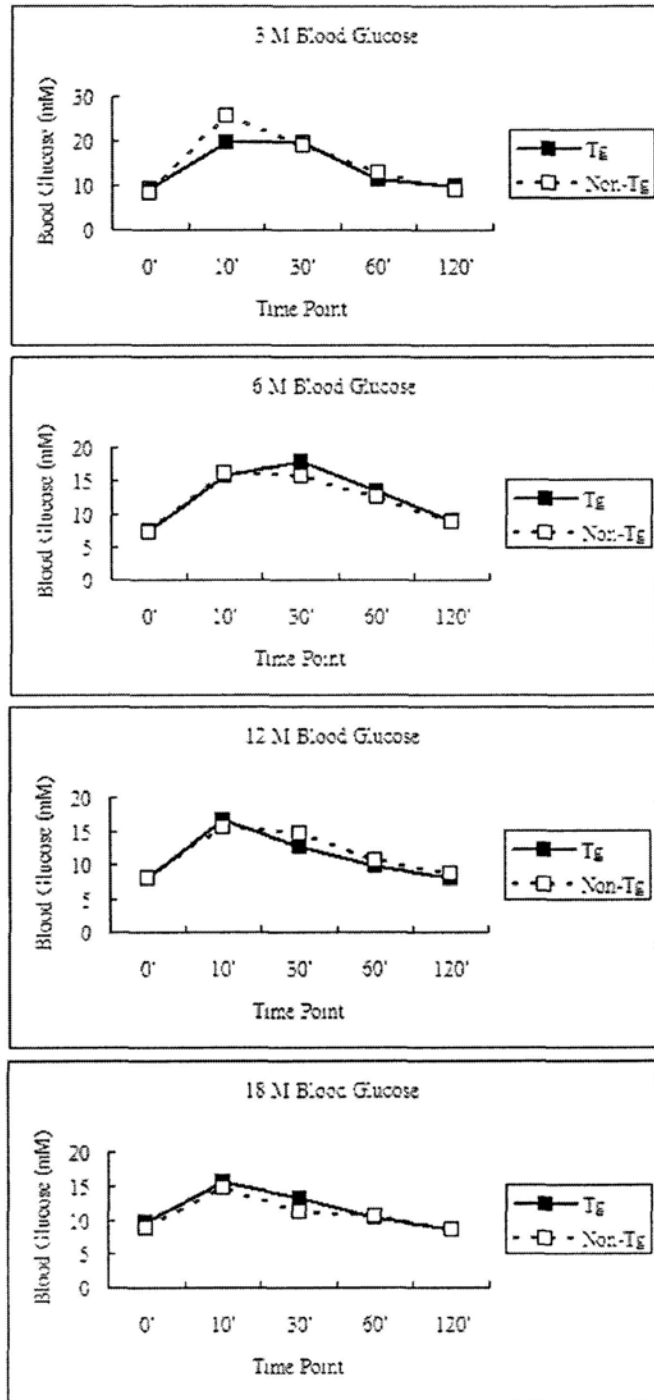 3 M Blood Glucose
30
20
10
0
Bood Glucose (mM)
0' 10' 30' 60' 120'
Time Point
Tg
Non-Tg
6 M Blood Glucose
20
15
10
5
0
Blood Glucose (mM)
0' 10' 30' 60' 120'
Time Point
Tg
Non-Tg
12 M Blood Glucose
20
15
10
5
0
Blood Glucose (mM)
0' 10' 30' 60' 120'
Time Point
Tg
Non-Tg
18 M Blood Glucose
20
15
10
5
0
Blood Glucose (mM)
0' 10' 30' 60' 120'
Time Point
Tg
Non-Tg